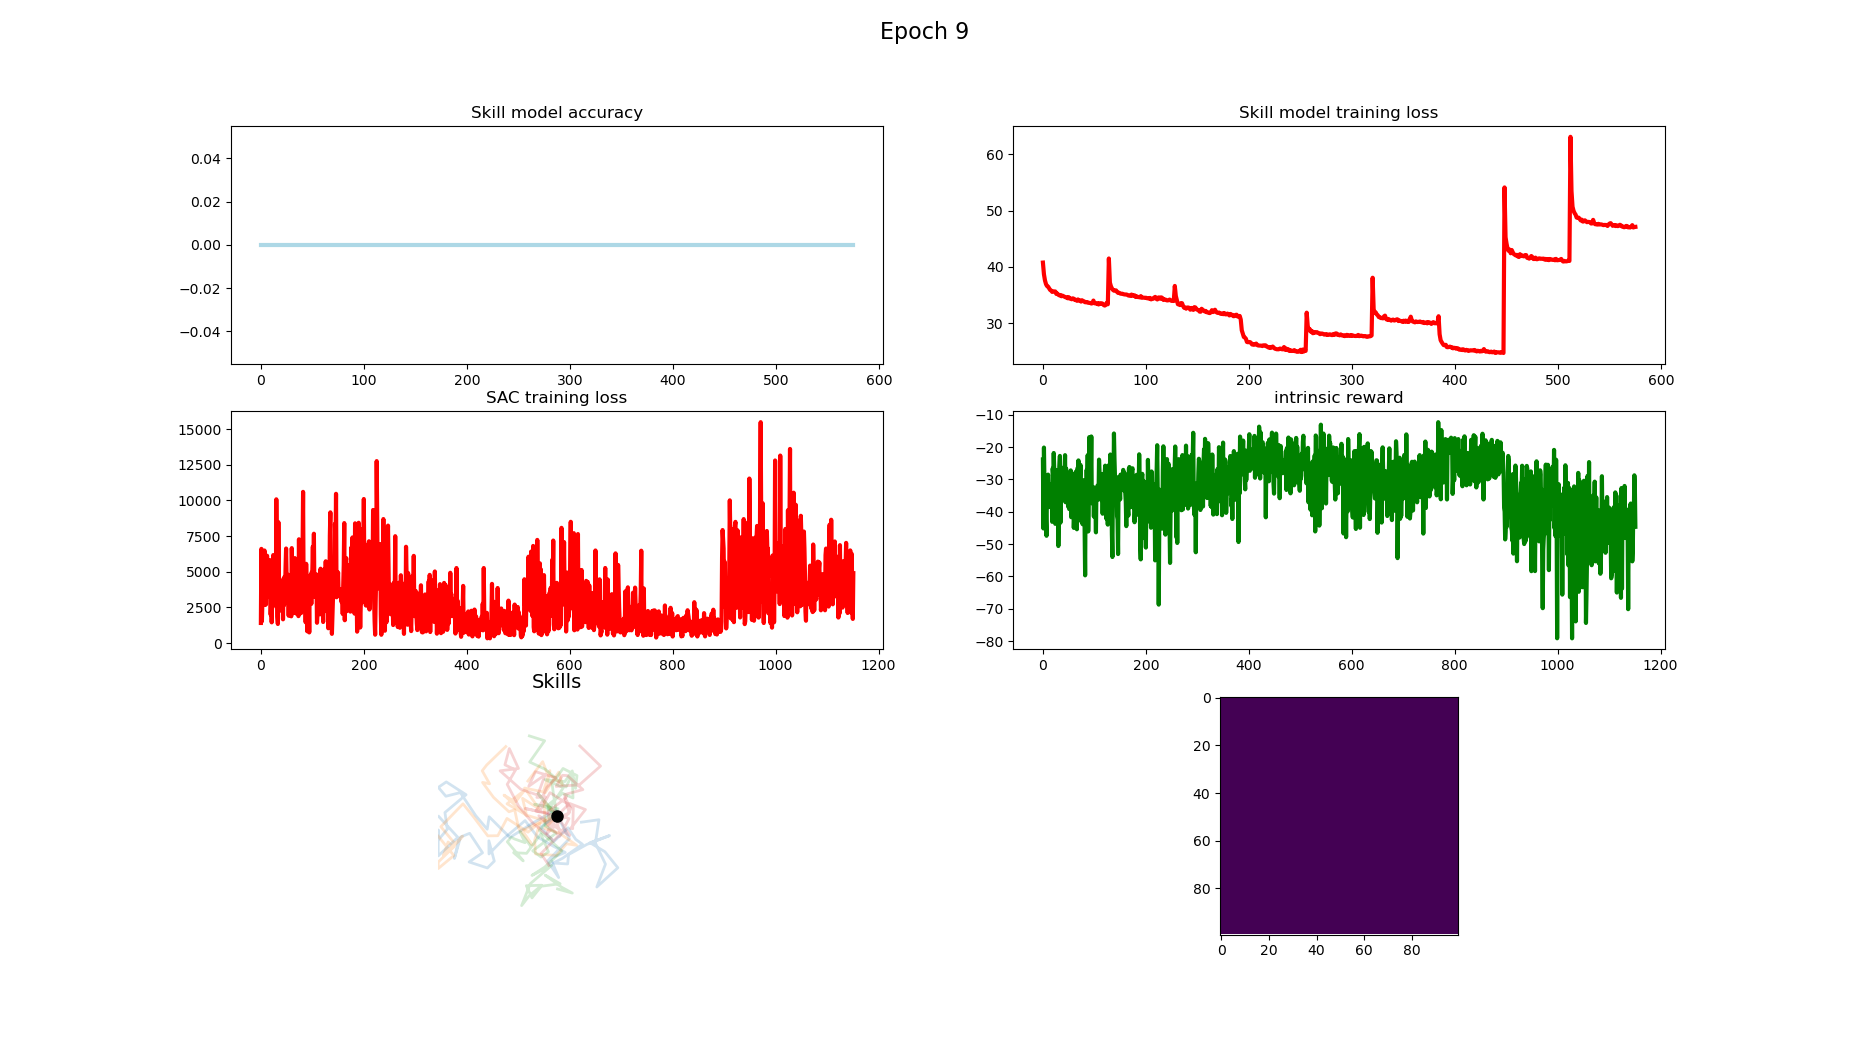 Epoch 9
Skill model accuracy
0.04
0.02
0.00
−0.02
−0.04
0 100 200 300 400 500 600
Skill model training loss
60
50
40
30
0 100 200 300 400 500 600
SAC training loss
15000
12500
10000
7500
5000
2500
0
0 200 400 600 800 1000 1200
intrinsic reward
−10
−20
−30
−40
−50
−60
−70
−80
0 200 400 600 800 1000 1200
Skills
0
20
40
60
80
0 20 40 60 80